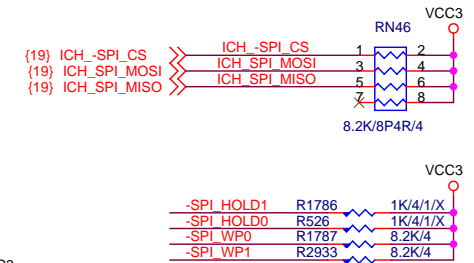 VCC3
RN46
{19} ICH_-SPI_CS ICH_-SPI_CS 1 2
{19} ICH_SPI_MOSI ICH_SPI_MOSI 3 4
{19} ICH_SPI_MISO ICH_SPI_MISO 5 6
7 8
8.2K/8P4R/4
VCC3
-SPI_HOLD1 R1786 1K/4/1/X
-SPI_HOLD0 R526 1K/4/1/X
-SPI_WP0 R1787 8.2K/4
-SPI_WP1 R2933 8.2K/4